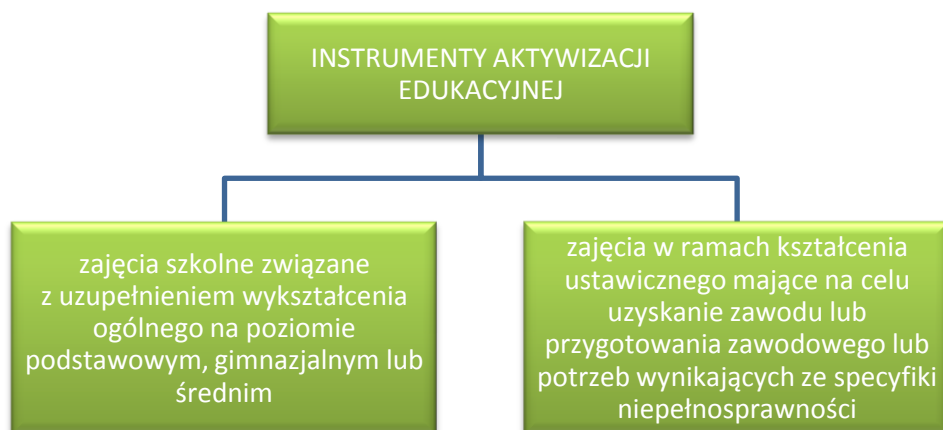 INSTRUMENTY AKTYWIZACJI
EDUKACYJNEJ
zajęcia szkolne związane
z uzupełnieniem wykształcenia
ogólnego na poziomie
podstawowym, gimnazjalnym lub
średnim
zajęcia w ramach kształcenia
ustawicznego mające na celu
uzyskanie zawodu lub
przygotowania zawodowego lub
potrzeb wynikających ze specyfiki
niepełnosprawności